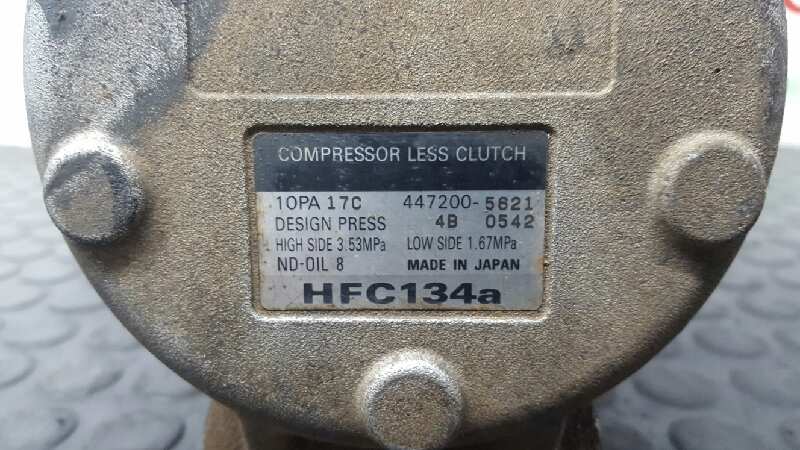 COMPRESSOR LESS CLUTCH
10PA 17C 447200-5621
DESIGN PRESS 4B 0542
HIGH SIDE 3.53MPa LOW SIDE 1.67MPa
ND-OIL 8 MADE IN JAPAN
HFC134a